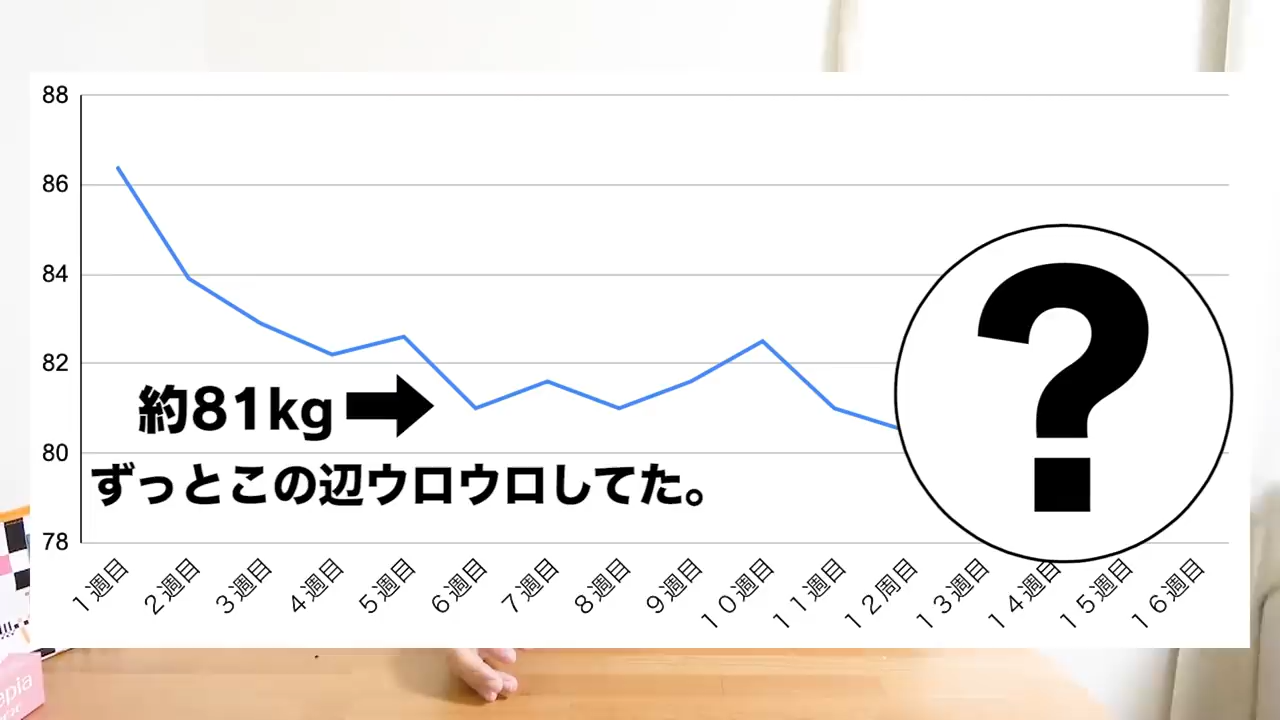 88
86
84
82
80
78
約81kg
ずっとこの辺ウロウロしてた。
?
１週目
２週目
３週目
４週目
５週目
６週目
７週目
８週目
９週目
１０週目
１１週目
１２周目
１３週目
１４週目
１５週目
１６週目
epia